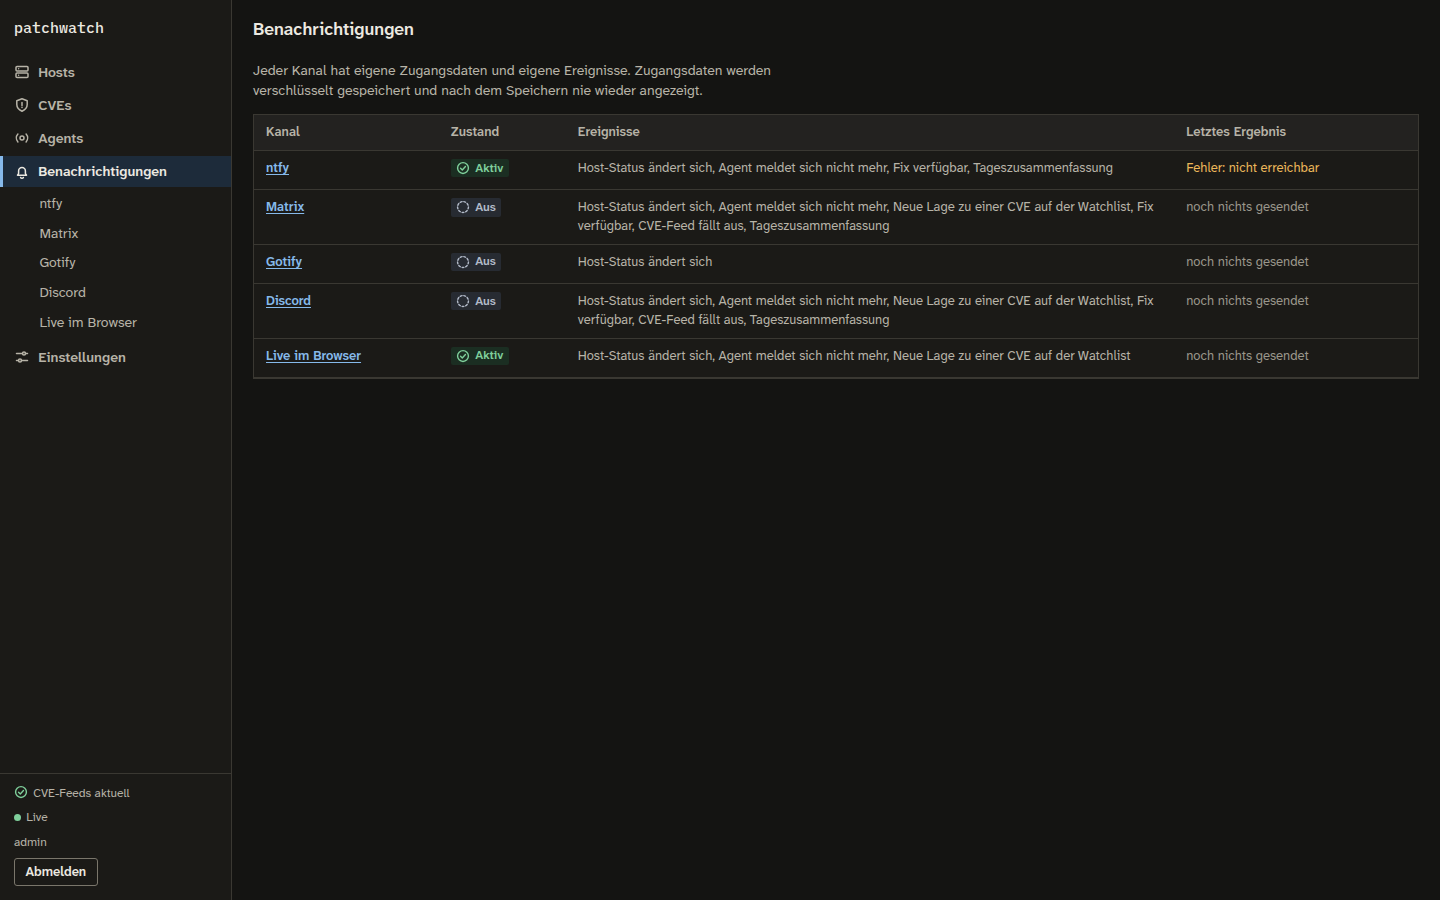 patchwatch
Hosts
CVEs
Agents
Benachrichtigungen
ntfy
Matrix
Gotify
Discord
Live im Browser
Einstellungen
CVE-Feeds aktuell
Live
admin
Abmelden
Benachrichtigungen
Jeder Kanal hat eigene Zugangsdaten und eigene Ereignisse. Zugangsdaten werden
verschlüsselt gespeichert und nach dem Speichern nie wieder angezeigt.
Kanal Zustand Ereignisse Letztes Ergebnis
ntfy Aktiv Host-Status ändert sich, Agent meldet sich nicht mehr, Fix verfügbar, Tageszusammenfassung Fehler: nicht erreichbar
Matrix Aus Host-Status ändert sich, Agent meldet sich nicht mehr, Neue Lage zu einer CVE auf der Watchlist, Fix noch nichts gesendet
verfügbar, CVE-Feed fällt aus, Tageszusammenfassung
Gotify Aus Host-Status ändert sich noch nichts gesendet
Discord Aus Host-Status ändert sich, Agent meldet sich nicht mehr, Neue Lage zu einer CVE auf der Watchlist, Fix noch nichts gesendet
verfügbar, CVE-Feed fällt aus, Tageszusammenfassung
Live im Browser Aktiv Host-Status ändert sich, Agent meldet sich nicht mehr, Neue Lage zu einer CVE auf der Watchlist noch nichts gesendet